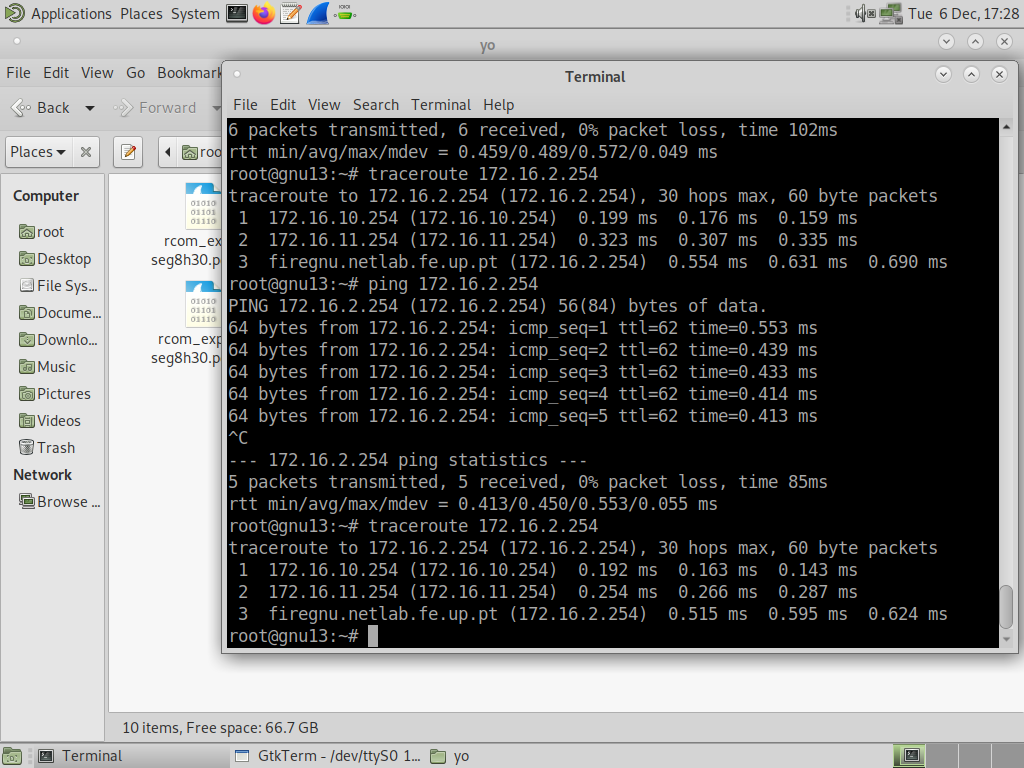 Applications Places System Tue 6 Dec, 17:28
yo
File Edit View Go Bookmark
Back Forward
Places roo
Computer
root
Desktop
File Sys...
Docume...
Downlo...
Music
Pictures
Videos
Trash
Network
Browse ...
01010
01101
01110
rcom_ex
seg8h30.p
01010
01101
01110
rcom_exp
seg8h30.p
Terminal
File Edit View Search Terminal Help
6 packets transmitted, 6 received, 0% packet loss, time 102ms
rtt min/avg/max/mdev = 0.459/0.489/0.572/0.049 ms
root@gnu13:~# traceroute 172.16.2.254
traceroute to 172.16.2.254 (172.16.2.254), 30 hops max, 60 byte packets
1 172.16.10.254 (172.16.10.254) 0.199 ms 0.176 ms 0.159 ms
2 172.16.11.254 (172.16.11.254) 0.323 ms 0.307 ms 0.335 ms
3 firegnu.netlab.fe.up.pt (172.16.2.254) 0.554 ms 0.631 ms 0.690 ms
root@gnu13:~# ping 172.16.2.254
PING 172.16.2.254 (172.16.2.254) 56(84) bytes of data.
64 bytes from 172.16.2.254: icmp_seq=1 ttl=62 time=0.553 ms
64 bytes from 172.16.2.254: icmp_seq=2 ttl=62 time=0.439 ms
64 bytes from 172.16.2.254: icmp_seq=3 ttl=62 time=0.433 ms
64 bytes from 172.16.2.254: icmp_seq=4 ttl=62 time=0.414 ms
64 bytes from 172.16.2.254: icmp_seq=5 ttl=62 time=0.413 ms
^C
--- 172.16.2.254 ping statistics ---
5 packets transmitted, 5 received, 0% packet loss, time 85ms
rtt min/avg/max/mdev = 0.413/0.450/0.553/0.055 ms
root@gnu13:~# traceroute 172.16.2.254
traceroute to 172.16.2.254 (172.16.2.254), 30 hops max, 60 byte packets
1 172.16.10.254 (172.16.10.254) 0.192 ms 0.163 ms 0.143 ms
2 172.16.11.254 (172.16.11.254) 0.254 ms 0.266 ms 0.287 ms
3 firegnu.netlab.fe.up.pt (172.16.2.254) 0.515 ms 0.595 ms 0.624 ms
root@gnu13:~#
10 items, Free space: 66.7 GB
Terminal GtkTerm - /dev/ttyS0 1... yo